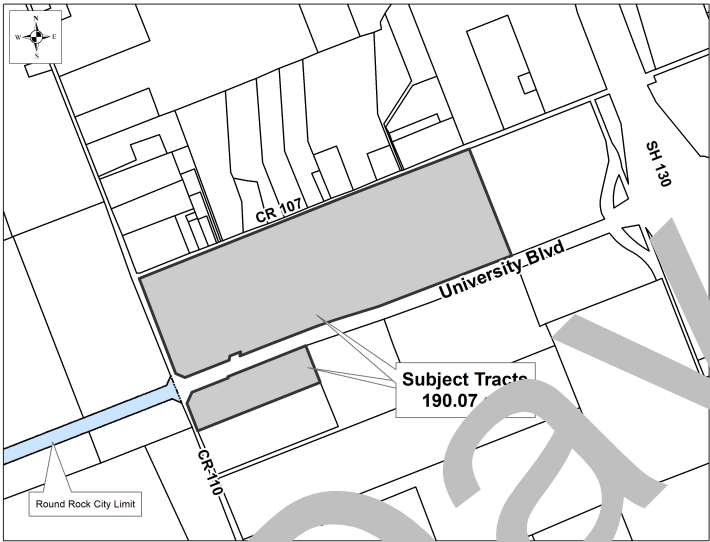 N
W E
S
SH 130
CR 107
University Blvd
Subject Tracts
190.07
CR 110
Round Rock City Limit